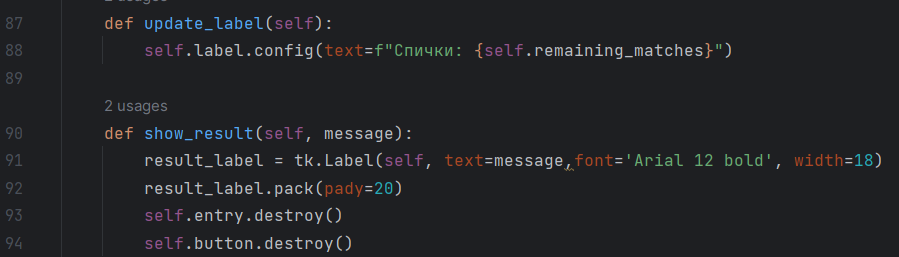 87 def update_label(self):
88 self.label.config(text=f"Спички: {self.remaining_matches}")
89
2 usages
90 def show_result(self, message):
91 result_label = tk.Label(self, text=message,font='Arial 12 bold', width=18)
92 result_label.pack(pady=20)
93 self.entry.destroy()
94 self.button.destroy()